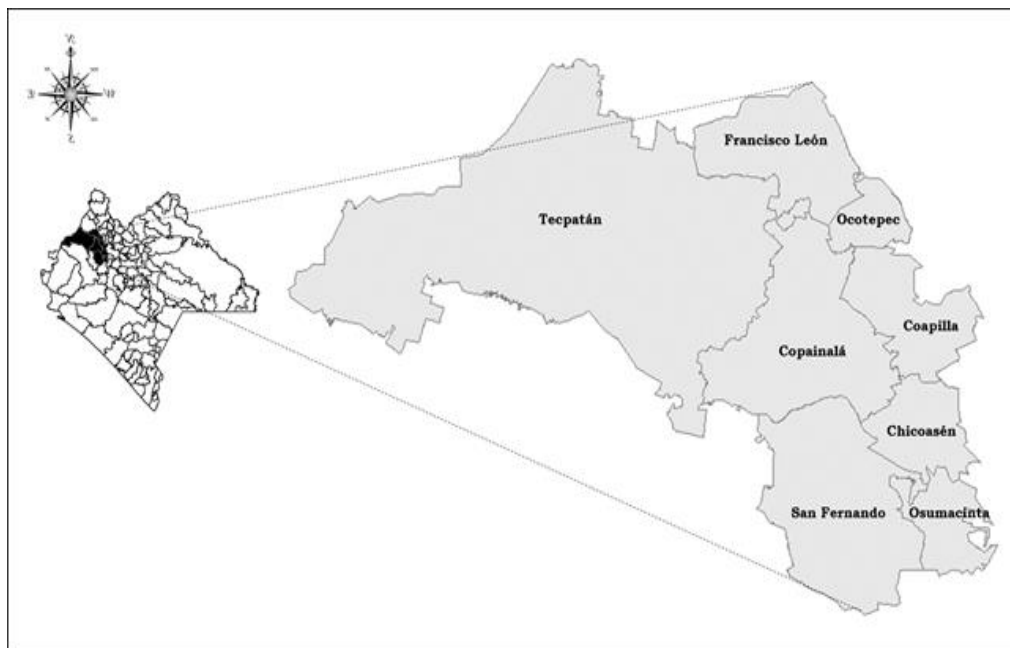 Francisco León
Tecpatán
Ocotepec
Coapilla
Copainalá
Chicoasén
San Fernando
Osumacinta